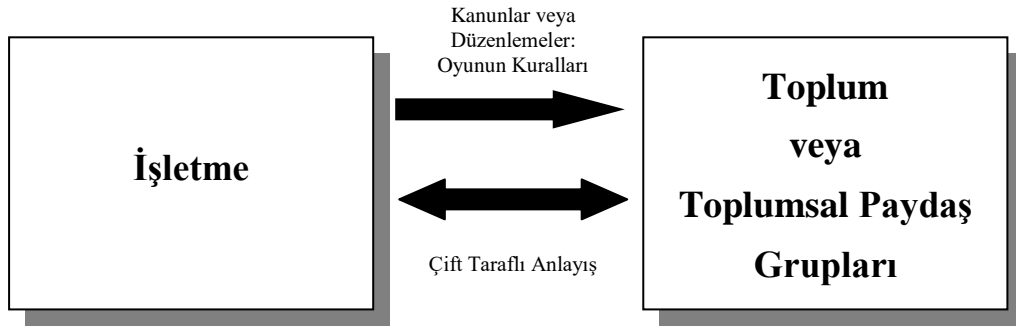 Kanunlar veya
Düzenlemeler:
Oyunun Kuralları
İşletme
Toplum
veya
Toplumsal Paydaş
Grupları
Çift Taraflı Anlayış